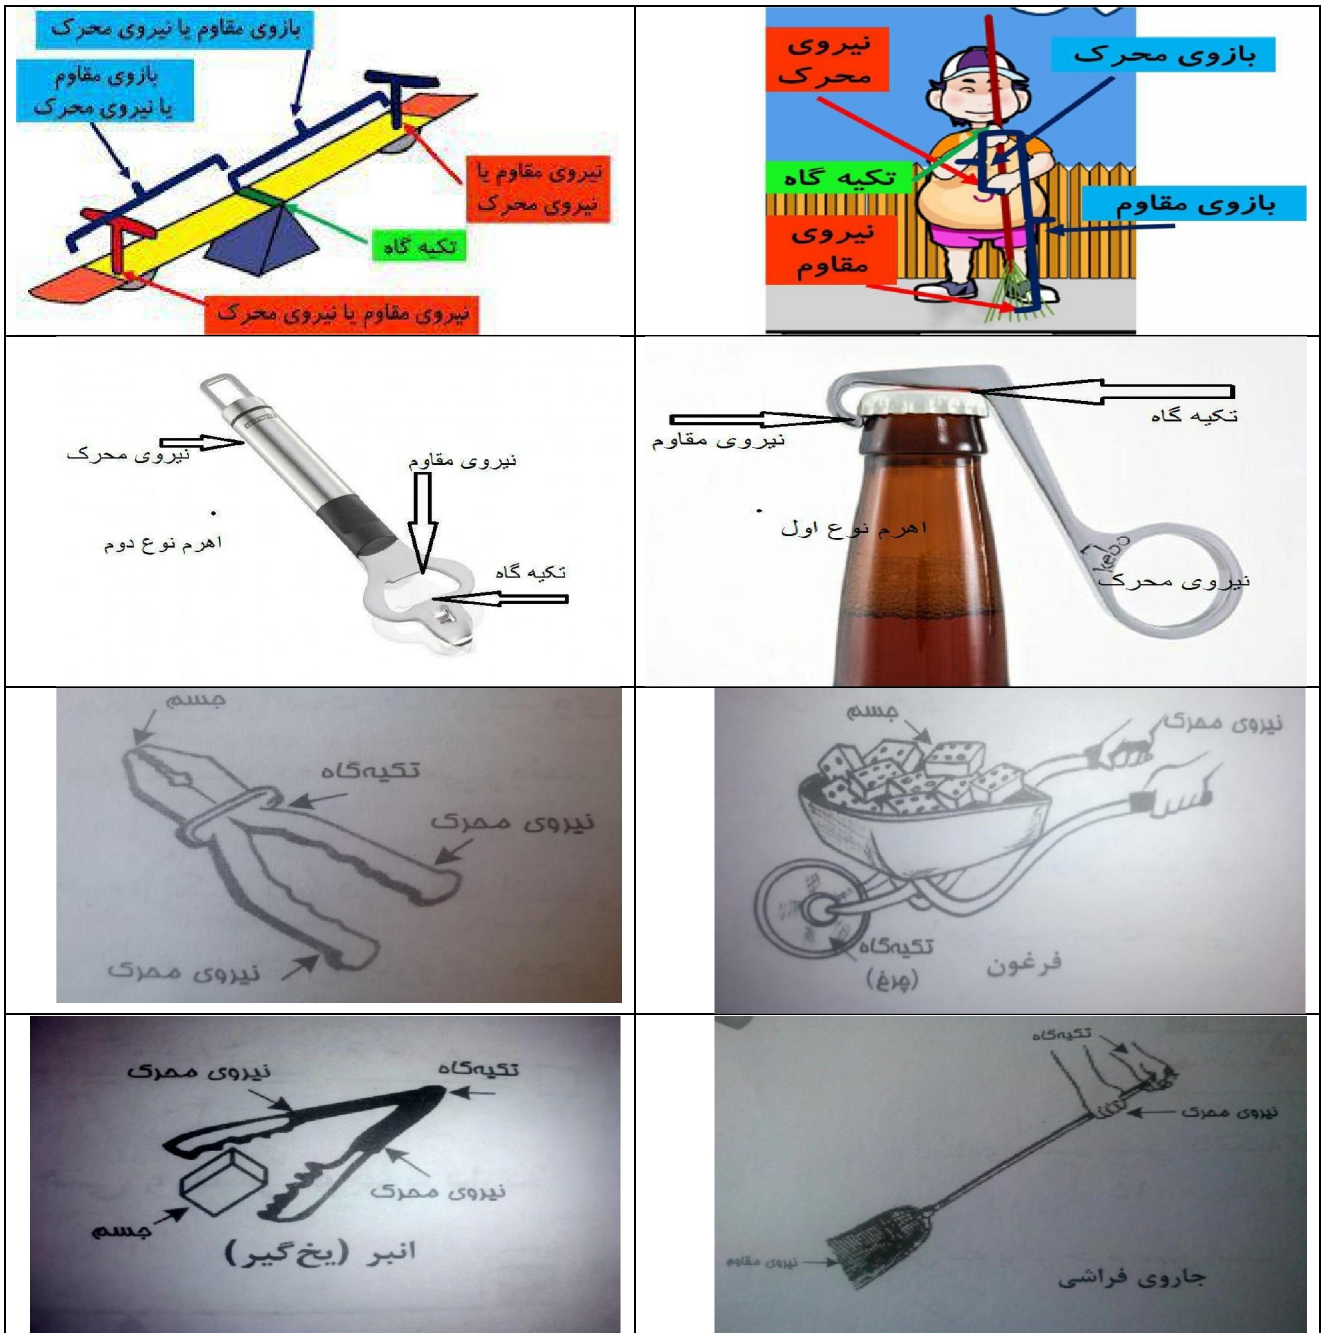 نیروی
محرک
بازوی محرک
تکیه گاه
بازوی مقاوم
نیروی
مقاوم
بازوی مقاوم یا نیروی محرک
بازوی مقاوم
یا نیروی محرک
نیروی مقاوم یا
نیروی محرک
تکیه گاه
نیروی مقاوم یا نیروی محرک
تکیه گاه
نیروی مقاوم
اهرم نوع اول
kebo
نیروی محرک
نیروی محرک
نیروی مقاوم
اهرم نوع دوم
تکیه گاه
جسم
نیروی محرک
تکیه‌گاه
(چرخ)
فرغون
جسم
تکیه‌گاه
نیروی محرک
نیروی محرک
تکیه‌گاه
نیروی محرک
نیروی مقاوم
جاروی فراشی
نیروی محرک
تکیه‌گاه
نیروی محرک
جسم
انبر (یخ‌گیر)